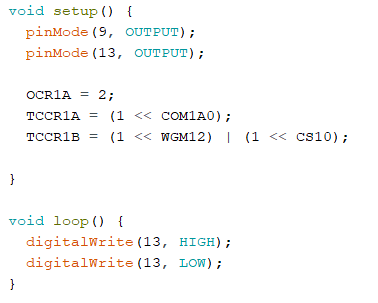 void setup() {
  pinMode(9, OUTPUT);
  pinMode(13, OUTPUT);

  OCR1A = 2;
  TCCR1A = (1 << COM1A0);
  TCCR1B = (1 << WGM12) | (1 << CS10);

}

void loop() {
  digitalWrite(13, HIGH);
  digitalWrite(13, LOW);
}